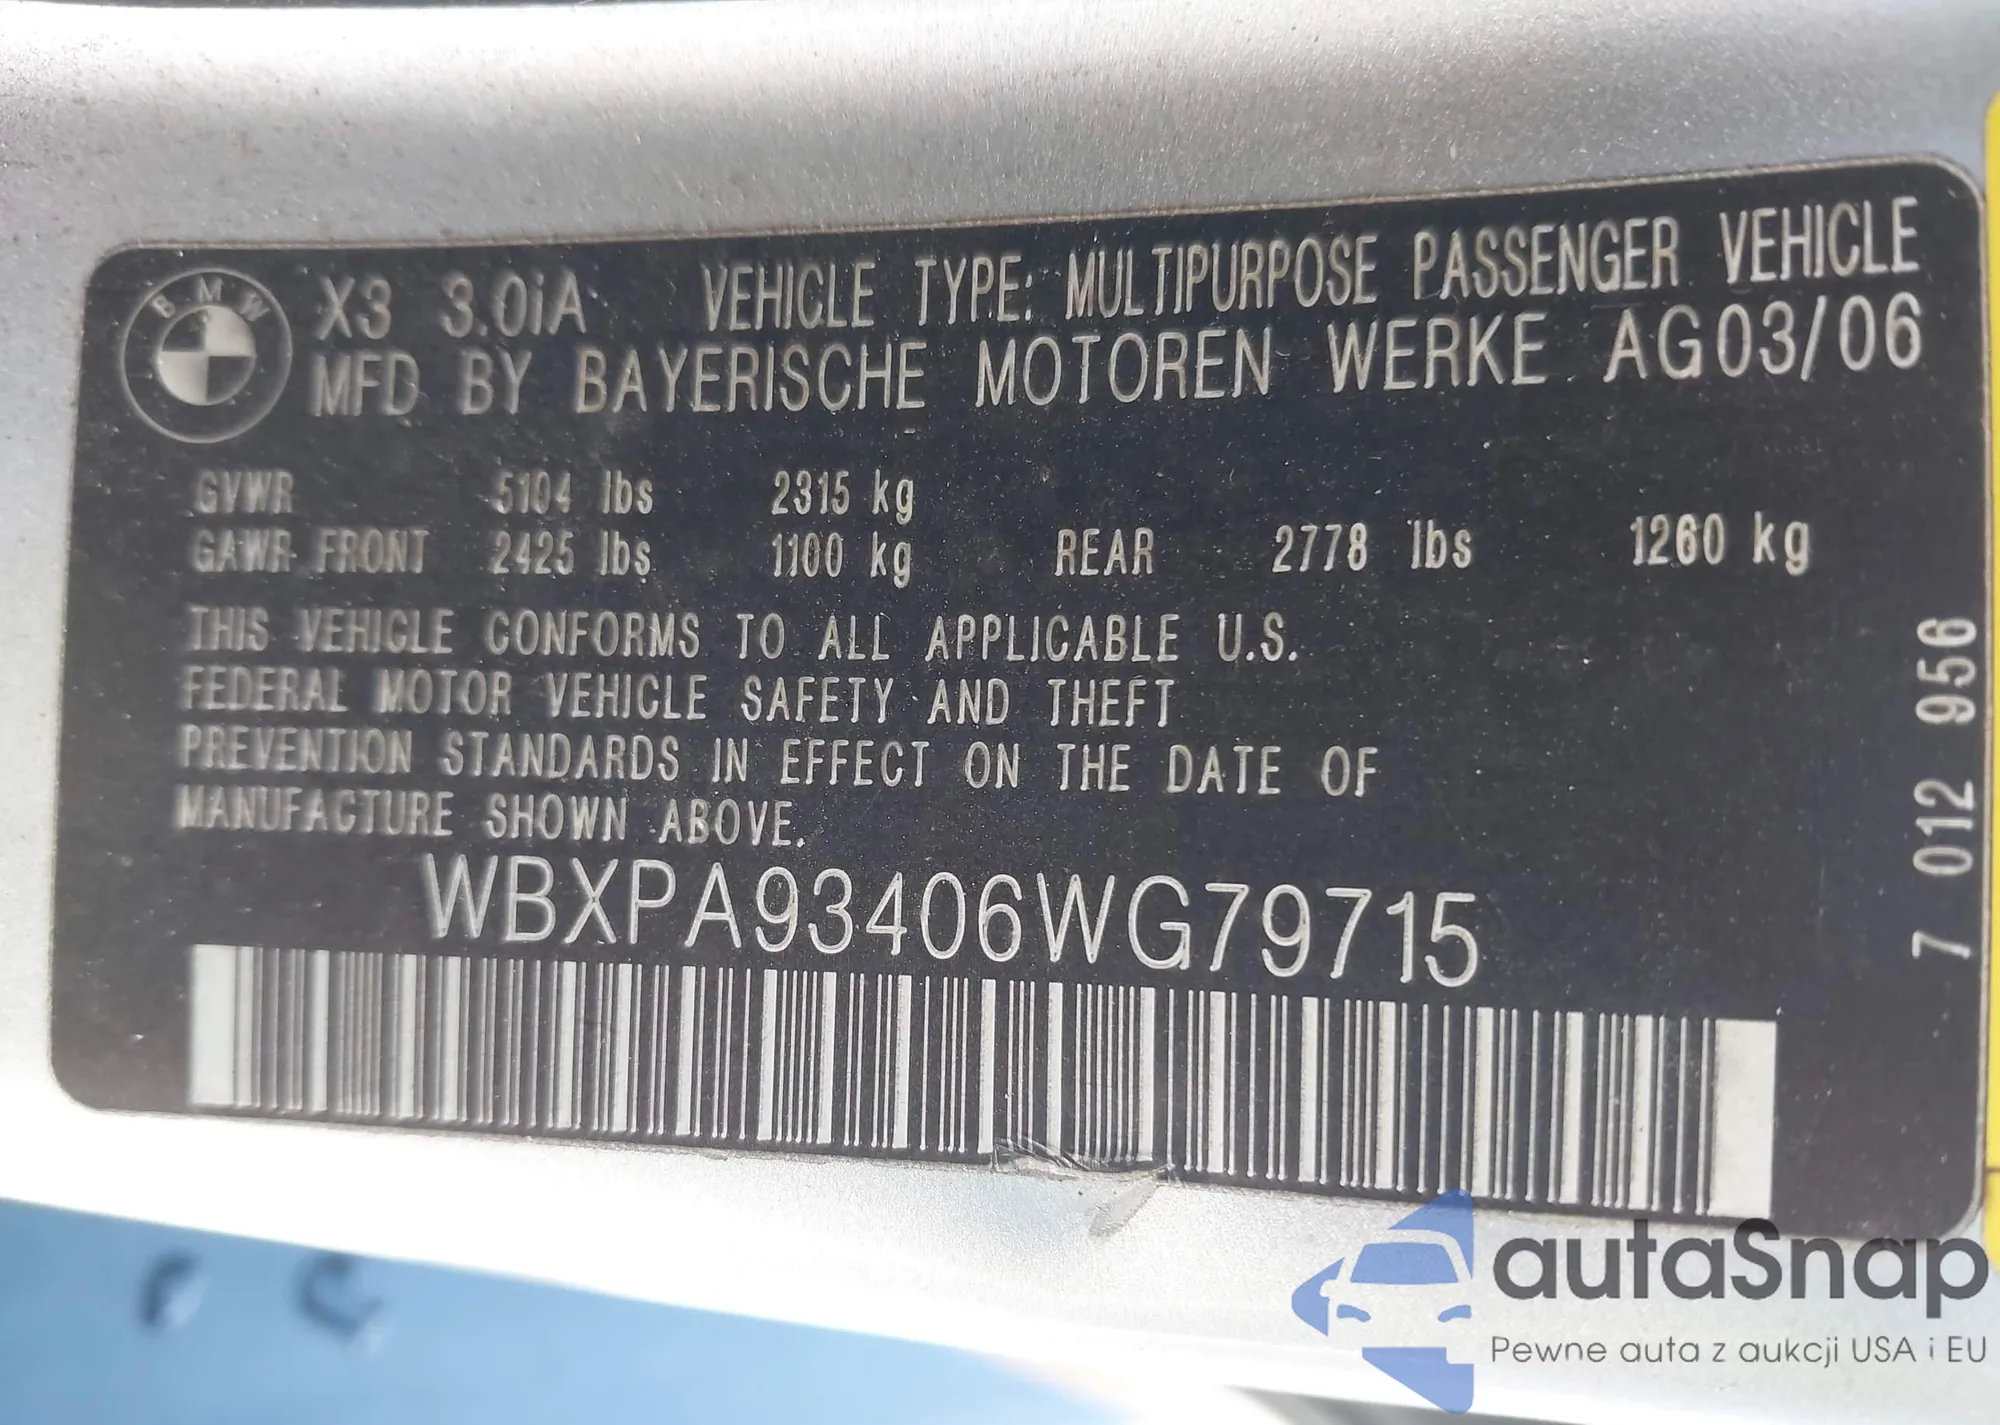 BMW
X3 3.0iA VEHICLE TYPE: MULTIPURPOSE PASSENGER VEHICLE
MFD BY BAYERISCHE MOTOREN WERKE AG 03/06
GVWR 5104 lbs 2315 kg
GAWR FRONT 2425 lbs 1100 kg REAR 2778 lbs 1260 kg
THIS VEHICLE CONFORMS TO ALL APPLICABLE U.S.
FEDERAL MOTOR VEHICLE SAFETY AND THEFT
PREVENTION STANDARDS IN EFFECT ON THE DATE OF
MANUFACTURE SHOWN ABOVE.
WBXPA93406WG79715
7 012 956
autaSnap
Pewne auta z aukcji USA i EU